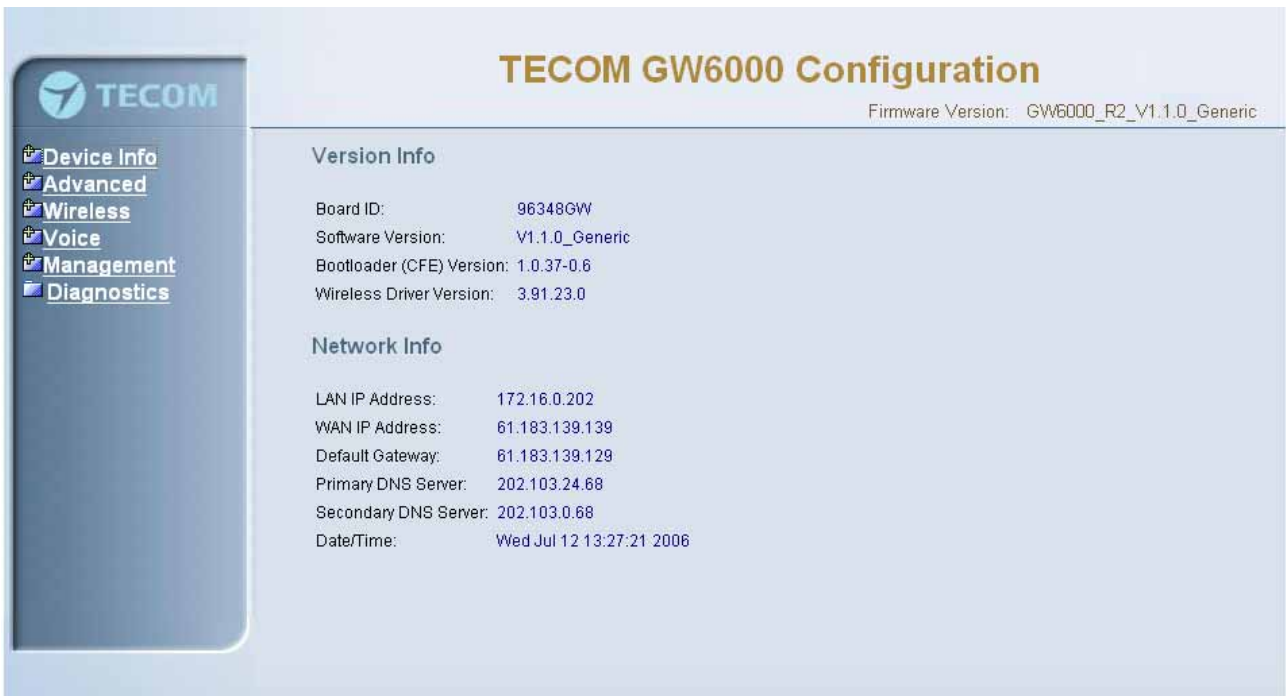 TECOM
TECOM GW6000 Configuration
Firmware Version: GW6000_R2_V1.1.0_Generic
Device Info
Advanced
Wireless
Voice
Management
Diagnostics
Version Info
Board ID: 96348GW
Software Version: V1.1.0_Generic
Bootloader (CFE) Version: 1.0.37-0.6
Wireless Driver Version: 3.91.23.0
Network Info
LAN IP Address: 172.16.0.202
WAN IP Address: 61.183.139.139
Default Gateway: 61.183.139.129
Primary DNS Server: 202.103.24.68
Secondary DNS Server: 202.103.0.68
Date/Time: Wed Jul 12 13:27:21 2006